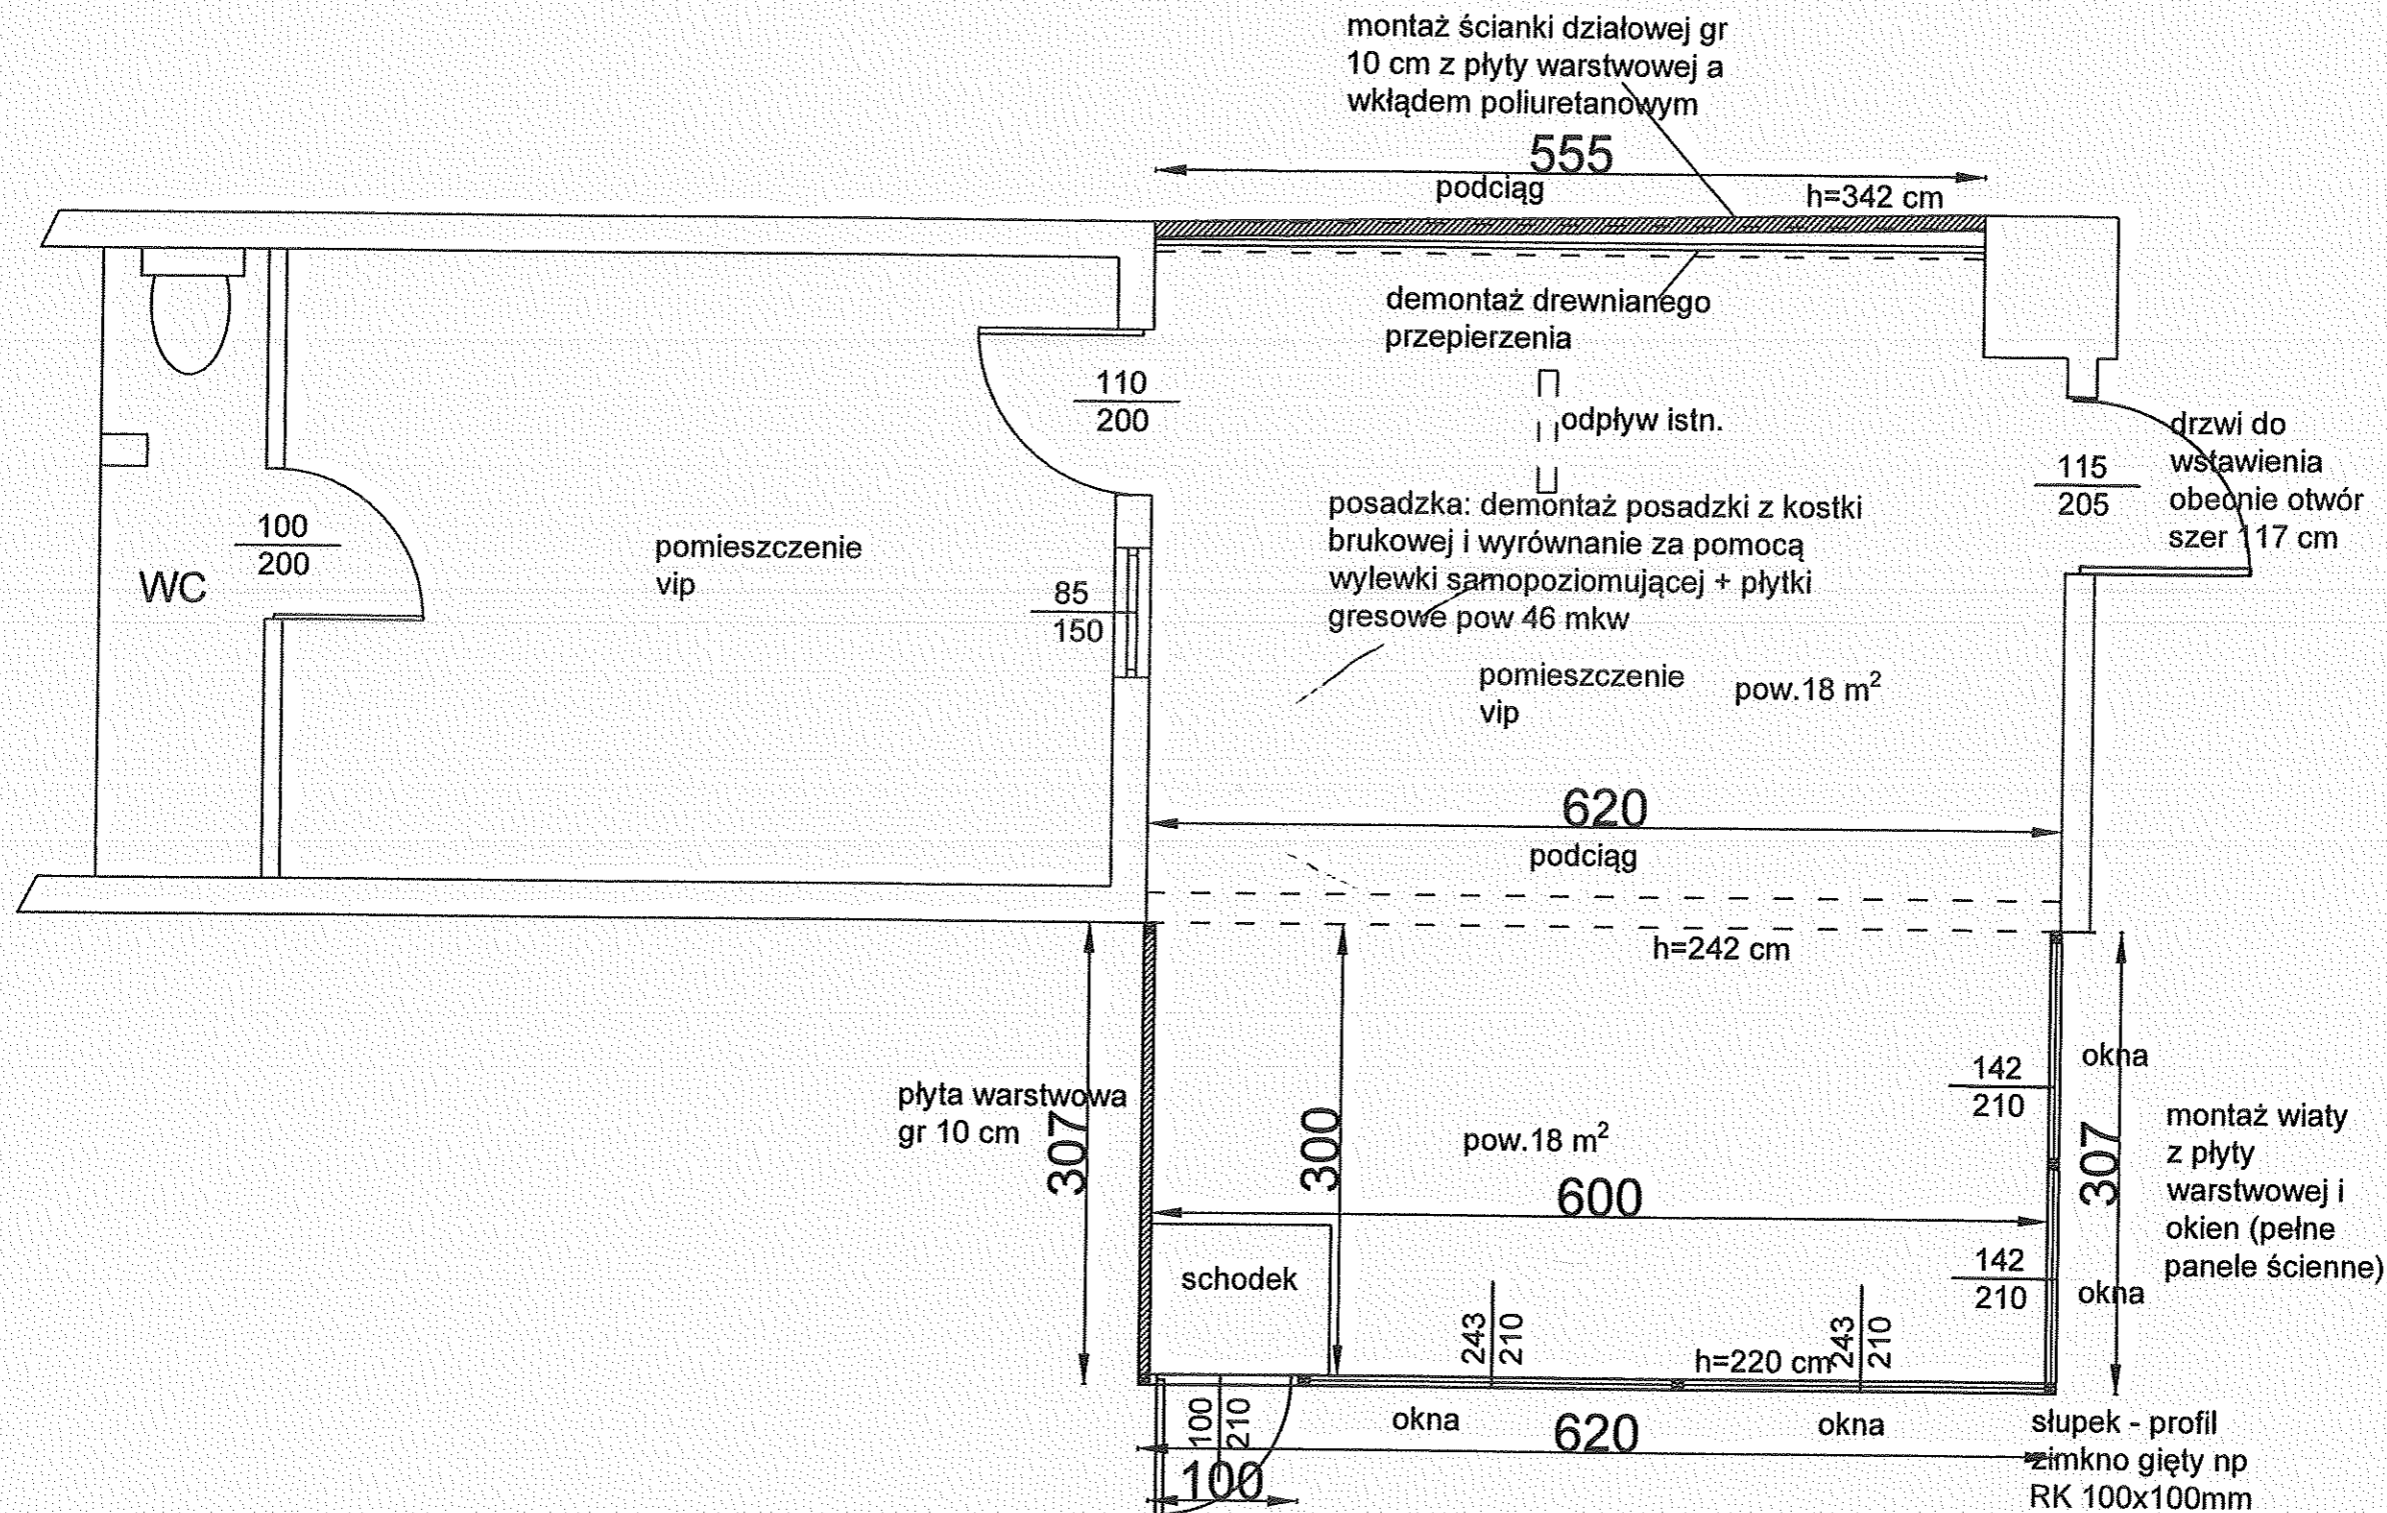 montaż ścianki działowej gr
10 cm z płyty warstwowej a
wkłądem poliuretanowym
555
podciąg
h=342 cm
demontaż drewnianego
przepierzenia
110
200
odpływ istn.
drzwi do
wstawienia
obecnie otwór
szer 117 cm
115
205
100
200
WC
pomieszczenie
vip
85
150
posadzka: demontaż posadzki z kostki
brukowej i wyrównanie za pomocą
wylewki samopoziomującej + płytki
gresowe pow 46 mkw
pomieszczenie
vip
pow.18 m²
620
podciąg
h=242 cm
płyta warstwowa
gr 10 cm
307
300
pow.18 m²
600
142
210
okna
307
montaż wiaty
z płyty
warstwowej i
okien (pełne
panele ścienne)
142
210
okna
schodek
243
210
h=220 cm
243
210
100
210
okna
620
okna
100
słupek - profil
zimkno gięty np
RK 100x100mm